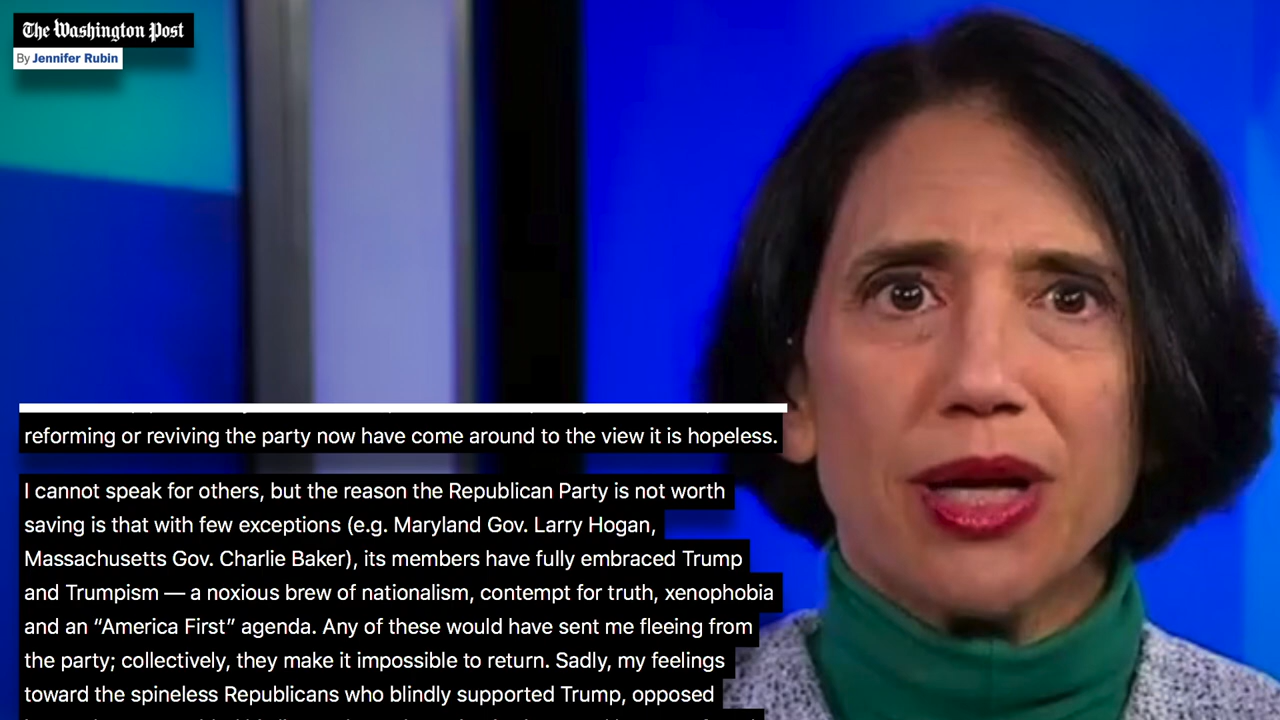 The Washington Post
By Jennifer Rubin
reforming or reviving the party now have come around to the view it is hopeless.
I cannot speak for others, but the reason the Republican Party is not worth
saving is that with few exceptions (e.g. Maryland Gov. Larry Hogan,
Massachusetts Gov. Charlie Baker), its members have fully embraced Trump
and Trumpism — a noxious brew of nationalism, contempt for truth, xenophobia
and an “America First” agenda. Any of these would have sent me fleeing from
the party; collectively, they make it impossible to return. Sadly, my feelings
toward the spineless Republicans who blindly supported Trump, opposed